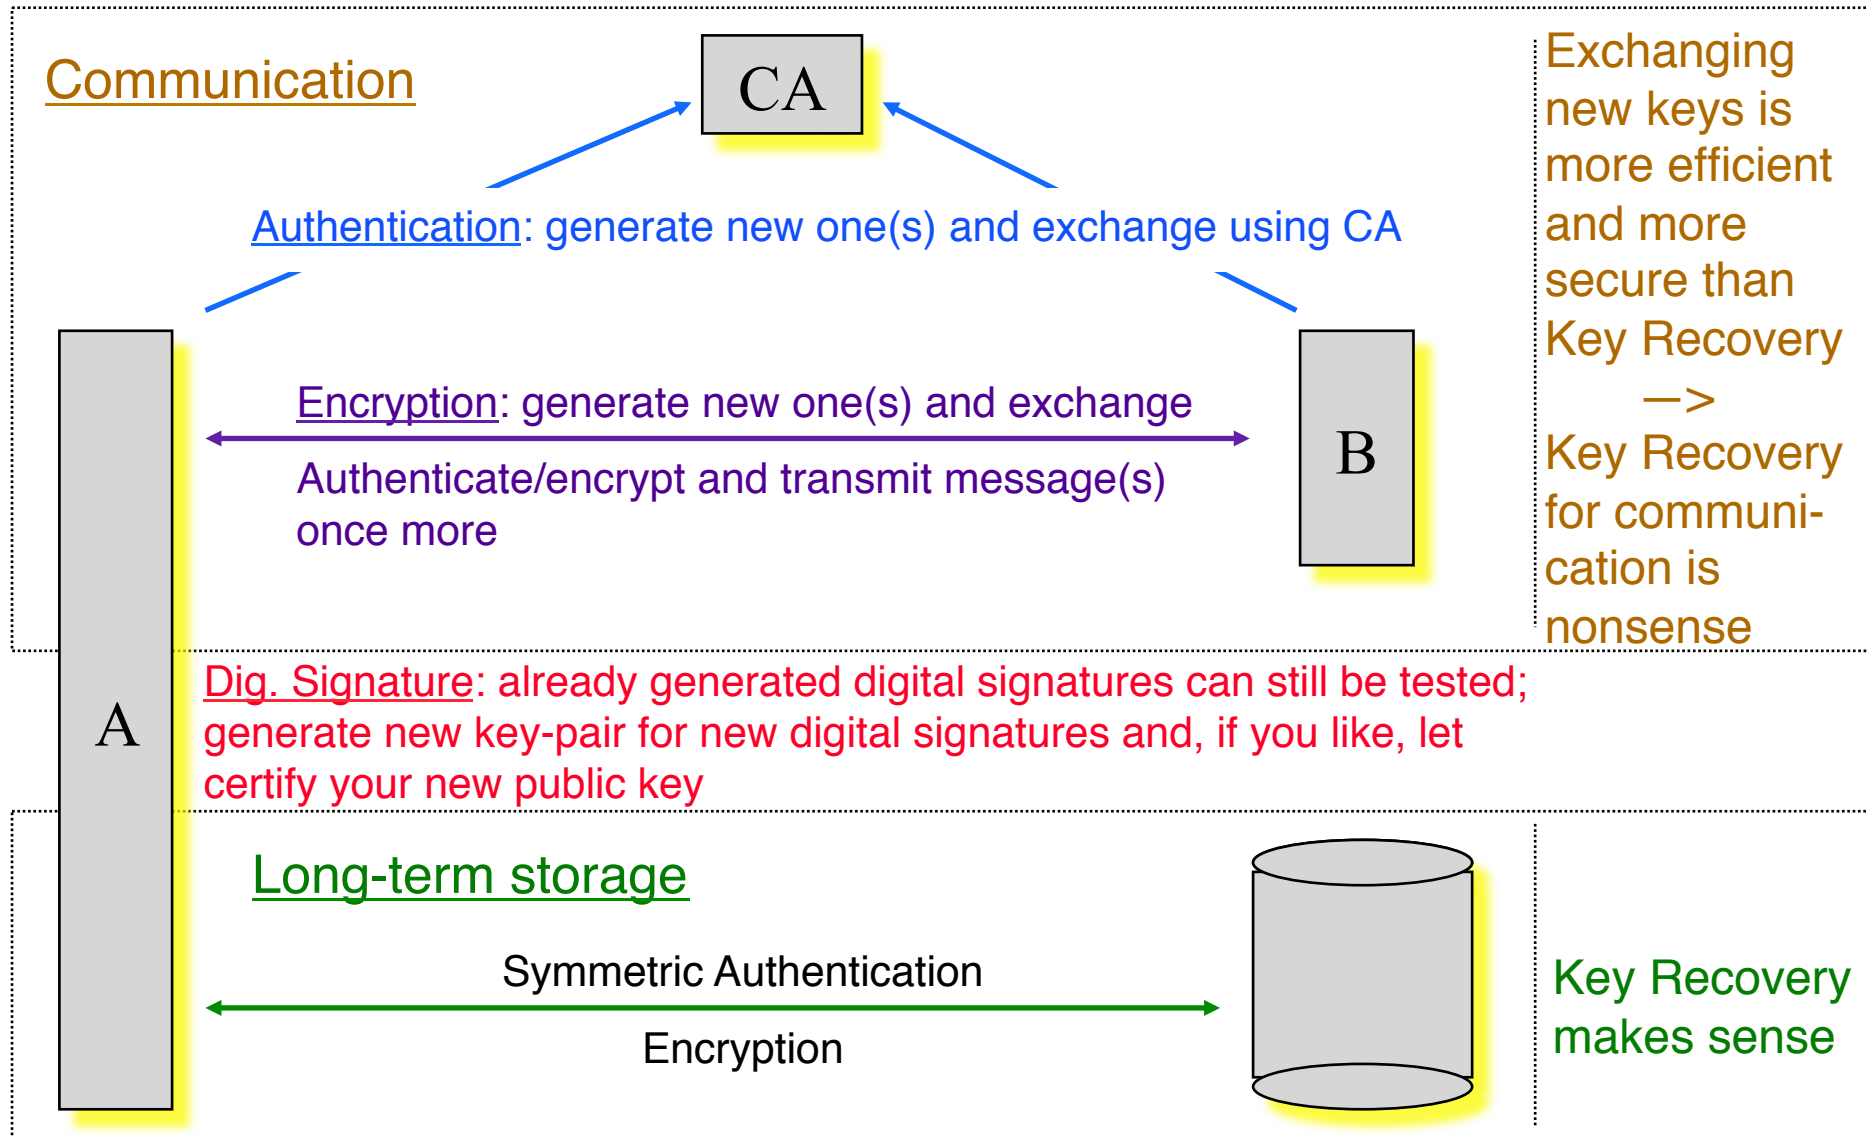 Communication
CA
Authentication: generate new one(s) and exchange using CA
Encryption: generate new one(s) and exchange
Authenticate/encrypt and transmit message(s)
once more
B
Exchanging
new keys is
more efficient
and more
secure than
Key Recovery
—>
Key Recovery
for communi-
cation is
nonsense
A
Dig. Signature: already generated digital signatures can still be tested;
generate new key-pair for new digital signatures and, if you like, let
certify your new public key
Long-term storage
Symmetric Authentication
Encryption
Key Recovery
makes sense